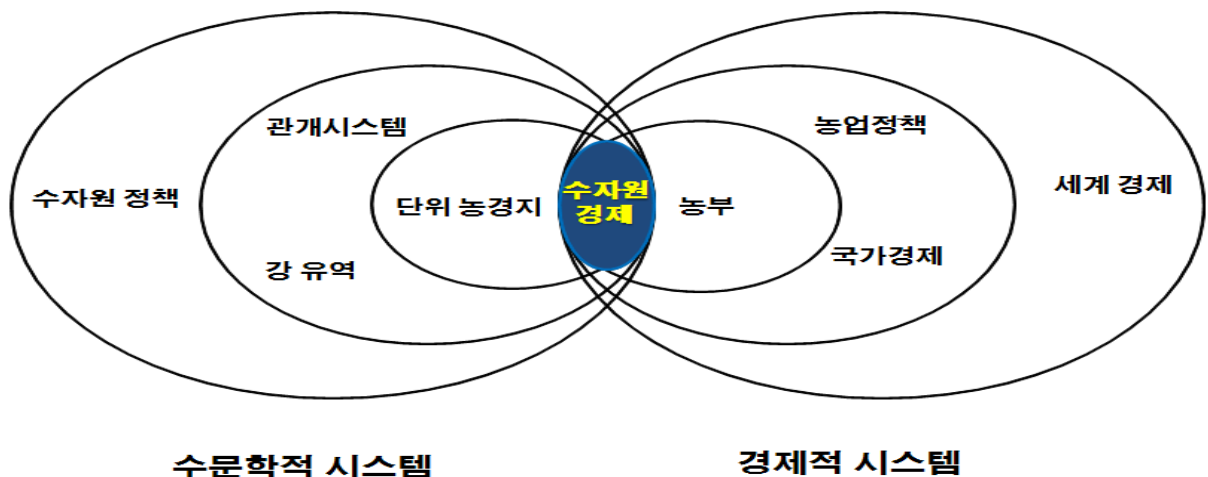 관개시스템
농업정책
수자원 정책
단위 농경지
수자원
경제
농부
세계 경제
강 유역
국가경제
수문학적 시스템
경제적 시스템